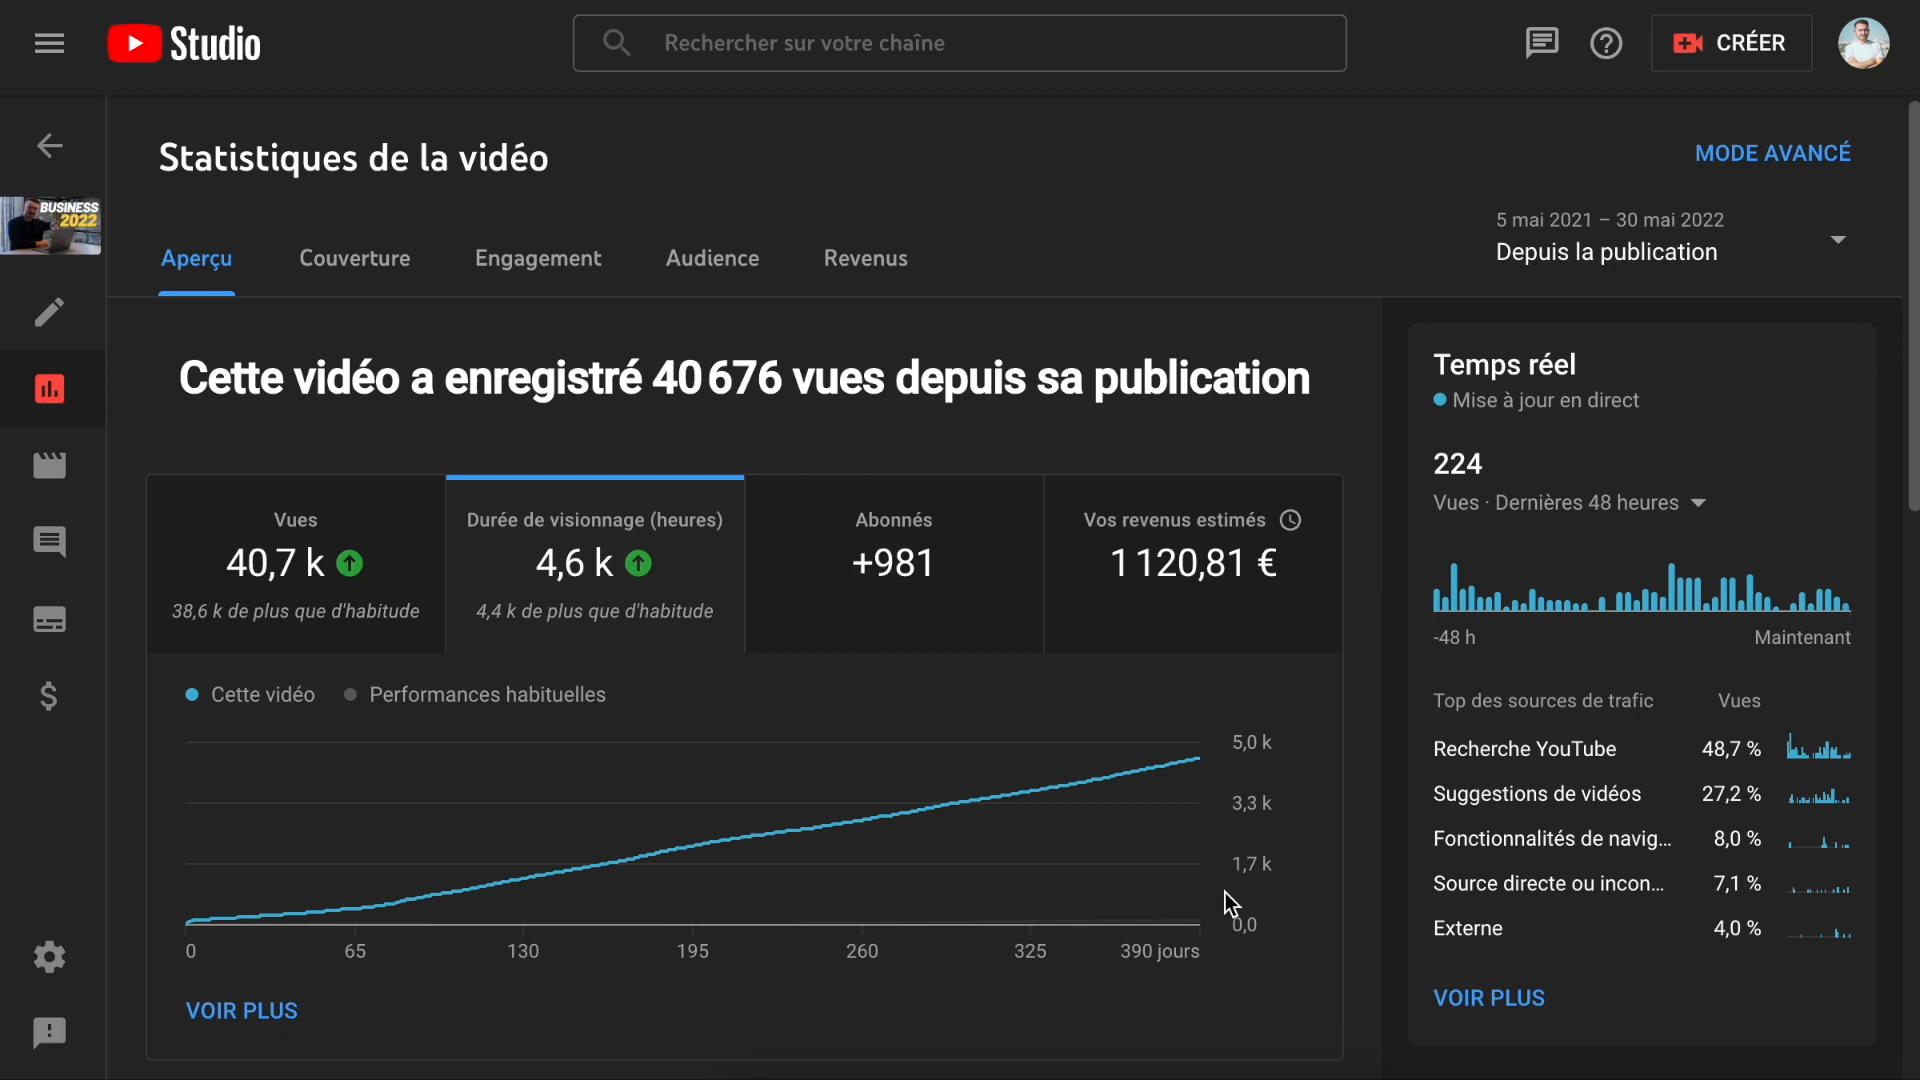 Studio
Rechercher sur votre chaîne
CRÉER
Statistiques de la vidéo
MODE AVANCÉ
BUSINESS
2022
5 mai 2021 – 30 mai 2022
Depuis la publication
Aperçu
Couverture
Engagement
Audience
Revenus
Cette vidéo a enregistré 40 676 vues depuis sa publication
Vues
40,7 k
38,6 k de plus que d'habitude
Durée de visionnage (heures)
4,6 k
4,4 k de plus que d'habitude
Abonnés
+981
Vos revenus estimés
1 120,81 €
Cette vidéo
Performances habituelles
5,0 k
3,3 k
1,7 k
0,0
0
65
130
195
260
325
390 jours
VOIR PLUS
Temps réel
Mise à jour en direct
224
Vues · Dernières 48 heures
-48 h
Maintenant
Top des sources de trafic
Vues
Recherche YouTube
48,7 %
Suggestions de vidéos
27,2 %
Fonctionnalités de navig...
8,0 %
Source directe ou incon...
7,1 %
Externe
4,0 %
VOIR PLUS